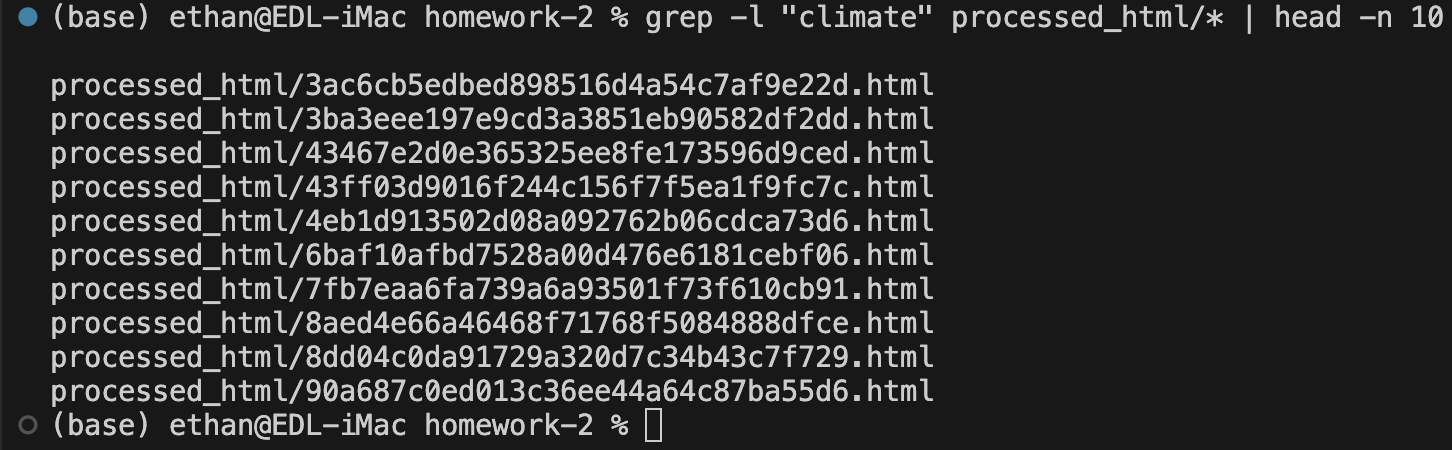 (base) ethan@EDL-iMac homework-2 % grep -l "climate" processed_html/* | head -n 10
processed_html/3ac6cb5edbed898516d4a54c7af9e22d.html
processed_html/3ba3eee197e9cd3a3851eb90582df2dd.html
processed_html/43467e2d0e365325ee8fe173596d9ced.html
processed_html/43ff03d9016f244c156f7f5ea1f9fc7c.html
processed_html/4eb1d913502d08a092762b06cdca73d6.html
processed_html/6baf10afbd7528a00d476e6181cebf06.html
processed_html/7fb7eaa6fa739a6a93501f73f610cb91.html
processed_html/8aed4e66a46468f71768f5084888dfce.html
processed_html/8dd04c0da91729a320d7c34b43c7f729.html
processed_html/90a687c0ed013c36ee44a64c87ba55d6.html
(base) ethan@EDL-iMac homework-2 %